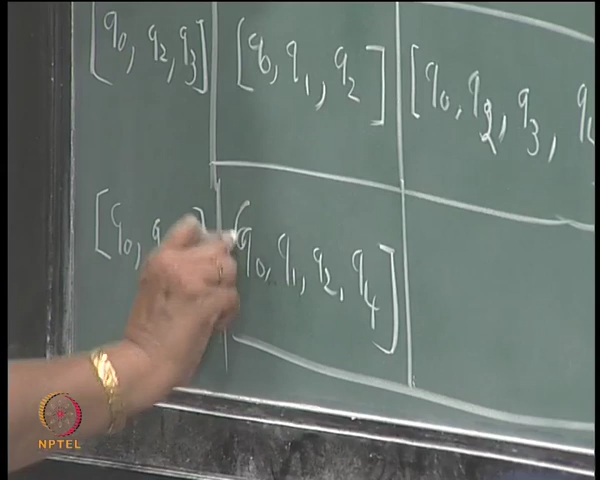 [q0, q2, q3] [q0, q1, q2] [q0, q2, q3,
[q0, [q0, q1, q2, q4]
NPTEL